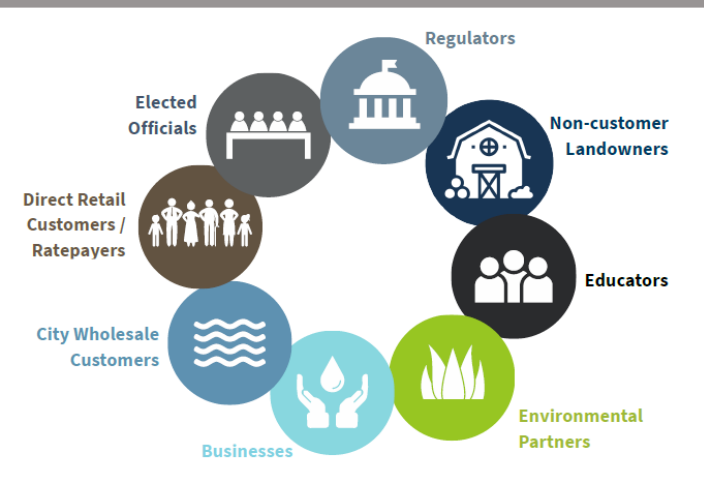 Regulators
Elected
Officials
Non-customer
Landowners
Direct Retail
Customers /
Ratepayers
Educators
City Wholesale
Customers
Environmental
Partners
Businesses